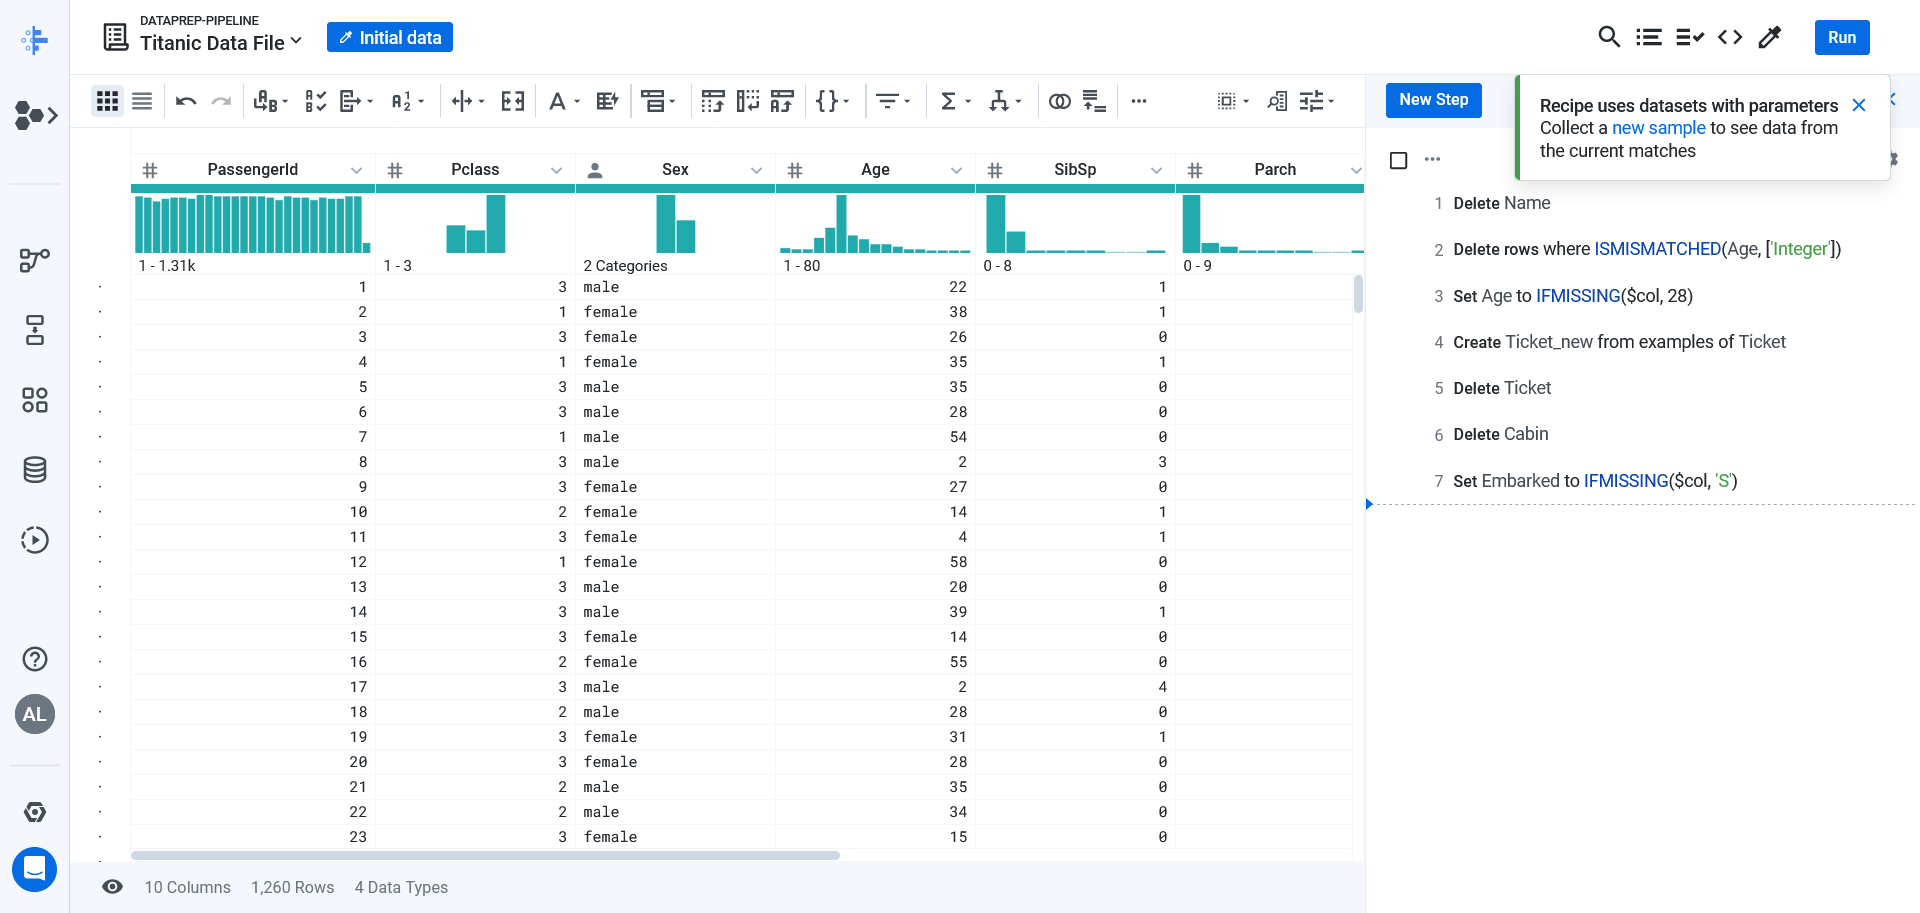 DATAPREP-PIPELINE
Titanic Data File
Initial data
Run
New Step
Recipe uses datasets with parameters
Collect a new sample to see data from
the current matches
PassengerId Pclass Sex Age SibSp Parch
1 - 1.31k 1 - 3 2 Categories 1 - 80 0 - 8 0 - 9
1 3 male 22 1
2 1 female 38 1
3 3 female 26 0
4 1 female 35 1
5 3 male 35 0
6 3 male 28 0
7 1 male 54 0
8 3 male 2 3
9 3 female 27 0
10 2 female 14 1
11 3 female 4 1
12 1 female 58 0
13 3 male 20 0
14 3 male 39 1
15 3 female 14 0
16 2 female 55 0
17 3 male 2 4
18 2 male 28 0
19 3 female 31 1
20 3 female 28 0
21 2 male 35 0
22 2 male 34 0
23 3 female 15 0
1 Delete Name
2 Delete rows where ISMISMATCHED(Age, ['Integer'])
3 Set Age to IFMISSING($col, 28)
4 Create Ticket_new from examples of Ticket
5 Delete Ticket
6 Delete Cabin
7 Set Embarked to IFMISSING($col, 'S')
AL
10 Columns 1,260 Rows 4 Data Types